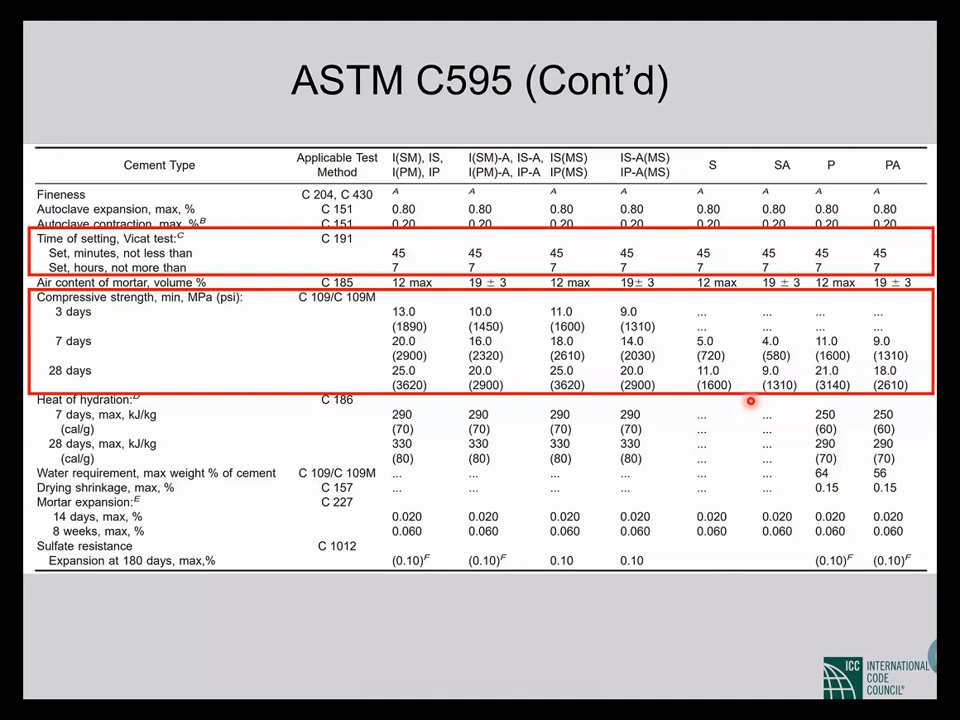 ASTM C595 (Cont’d)
Cement Type Applicable Test Method I(SM), IS, I(PM), IP I(SM)-A, IS-A, I(PM)-A, IP-A IS(MS) IP(MS) IS-A(MS) IP-A(MS) S SA P PA
Fineness C 204, C 430 A A A A A A A A
Autoclave expansion, max, % C 151 0.80 0.80 0.80 0.80 0.80 0.80 0.80 0.80
Autoclave contraction, max, %B C 151 0.20 0.20 0.20 0.20 0.20 0.20 0.20 0.20
Time of setting, Vicat test:C C 191
Set, minutes, not less than 45 45 45 45 45 45 45 45
Set, hours, not more than 7 7 7 7 7 7 7 7
Air content of mortar, volume % C 185 12 max 19 ± 3 12 max 19± 3 12 max 19 ± 3 12 max 19 ± 3
Compressive strength, min, MPa (psi): C 109/C 109M
3 days 13.0 10.0 11.0 9.0 ... ... ... ...
(1890) (1450) (1600) (1310) ... ... ... ...
7 days 20.0 16.0 18.0 14.0 5.0 4.0 11.0 9.0
(2900) (2320) (2610) (2030) (720) (580) (1600) (1310)
28 days 25.0 20.0 25.0 20.0 11.0 9.0 21.0 18.0
(3620) (2900) (3620) (2900) (1600) (1310) (3140) (2610)
Heat of hydration:D C 186
7 days, max, kJ/kg 290 290 290 290 ... ... 250 250
(cal/g) (70) (70) (70) (70) ... ... (60) (60)
28 days, max, kJ/kg 330 330 330 330 ... ... 290 290
(cal/g) (80) (80) (80) (80) ... ... (70) (70)
Water requirement, max weight % of cement C 109/C 109M ... ... ... ... ... ... 64 56
Drying shrinkage, max, % C 157 ... ... ... ... ... ... 0.15 0.15
Mortar expansion:E C 227
14 days, max, % 0.020 0.020 0.020 0.020 0.020 0.020 0.020 0.020
8 weeks, max, % 0.060 0.060 0.060 0.060 0.060 0.060 0.060 0.060
Sulfate resistance C 1012
Expansion at 180 days, max,% (0.10)F (0.10)F 0.10 0.10 (0.10)F (0.10)F
ICC INTERNATIONAL
CODE
COUNCIL®